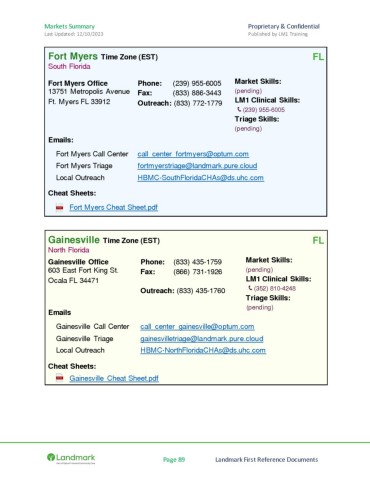 Markets Summary Proprietary & Confidential
Last Updated: 12/10/2023 Published by LM1 Training
Fort Myers Time Zone (EST) FL
South Florida
Fort Myers Office
13751 Metropolis Avenue
Ft. Myers FL 33912
Phone: (239) 955-6005
Fax: (833) 886-3443
Outreach: (833) 772-1779
Market Skills:
(pending)
LM1 Clinical Skills:
(239) 955-6005
Triage Skills:
(pending)
Emails:
Fort Myers Call Center call_center_fortmyers@optum.com
Fort Myers Triage fortmyerstriage@landmark.pure.cloud
Local Outreach HBMC-SouthFloridaCHAs@ds.uhc.com
Cheat Sheets:
Fort Myers Cheat Sheet.pdf
Gainesville Time Zone (EST) FL
North Florida
Gainesville Office
603 East Fort King St.
Ocala FL 34471
Phone: (833) 435-1759
Fax: (866) 731-1926
Outreach: (833) 435-1760
Market Skills:
(pending)
LM1 Clinical Skills:
(352) 810-4248
Triage Skills:
(pending)
Emails
Gainesville Call Center call_center_gainesville@optum.com
Gainesville Triage gainesvilletriage@landmark.pure.cloud
Local Outreach HBMC-NorthFloridaCHAs@ds.uhc.com
Cheat Sheets:
Gainesville Cheat Sheet.pdf
Landmark
Page 89 Landmark First Reference Documents